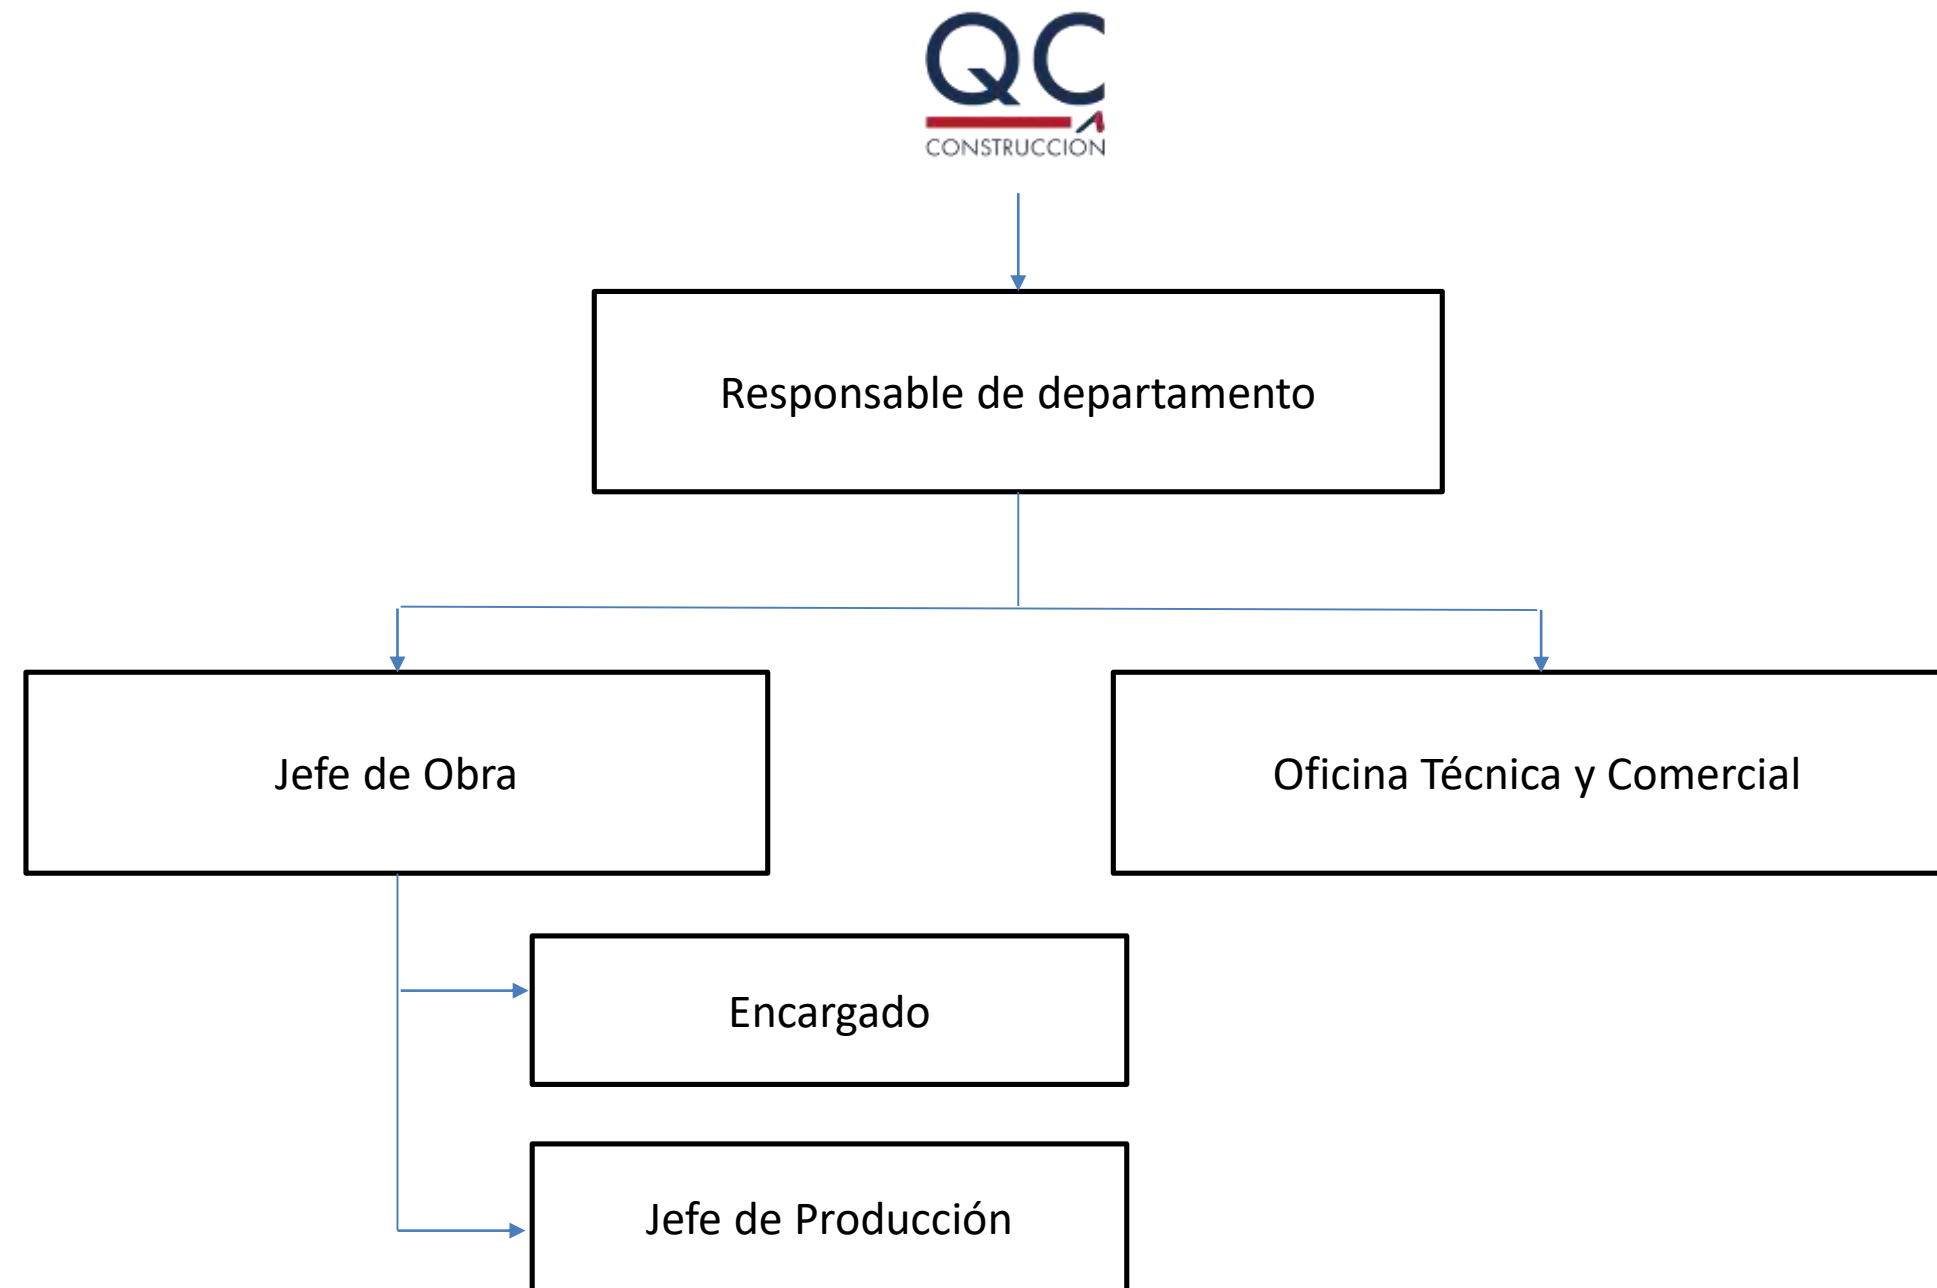 QC
CONSTRUCCIÓN
Responsable de departamento
Jefe de Obra
Oficina Técnica y Comercial
Encargado
Jefe de Producción